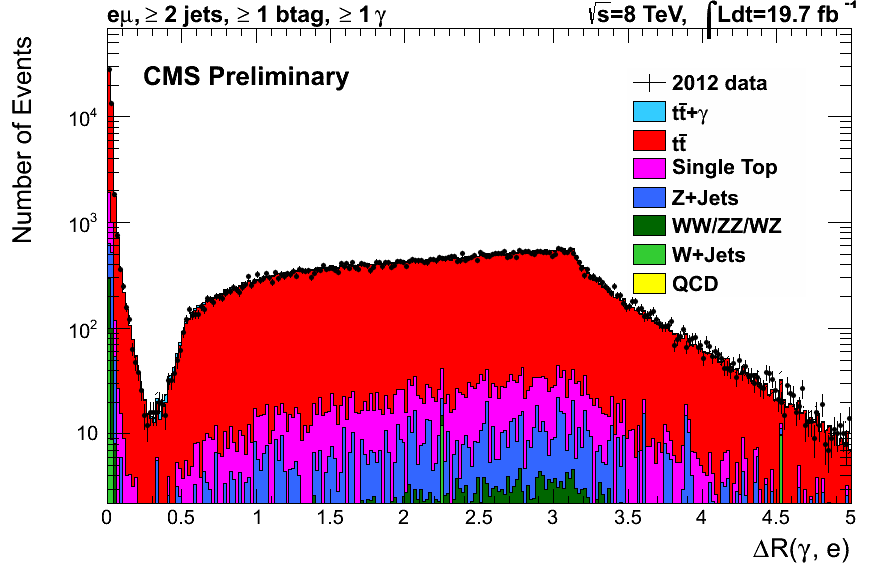 eμ, ≥ 2 jets, ≥ 1 btag, ≥ 1 γ
√s=8 TeV, ∫Ldt=19.7 fb⁻¹
CMS Preliminary
Number of Events
10⁴
10³
10²
10
2012 data
tt̄+γ
tt̄
Single Top
Z+Jets
WW/ZZ/WZ
W+Jets
QCD
0 0.5 1 1.5 2 2.5 3 3.5 4 4.5 5
ΔR(γ, e)